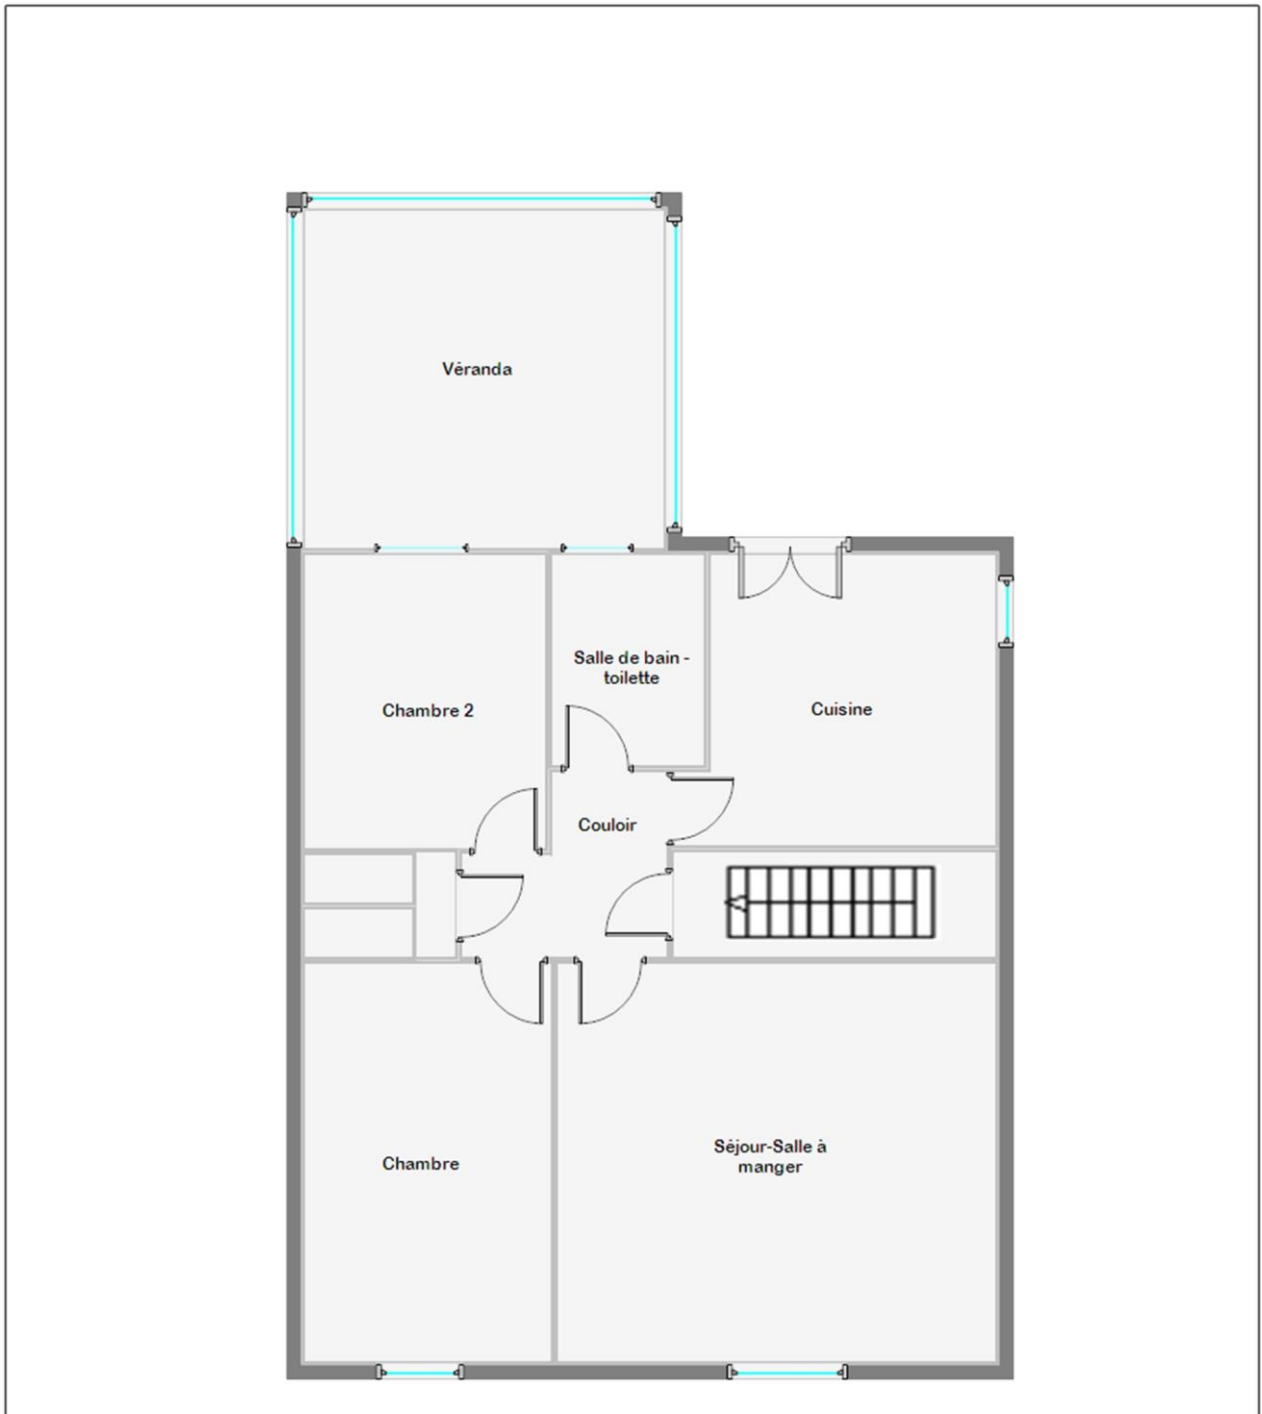 Véranda
Salle de bain -
toilette
Chambre 2
Cuisine
Couloir
Chambre
Séjour-Salle à
manger